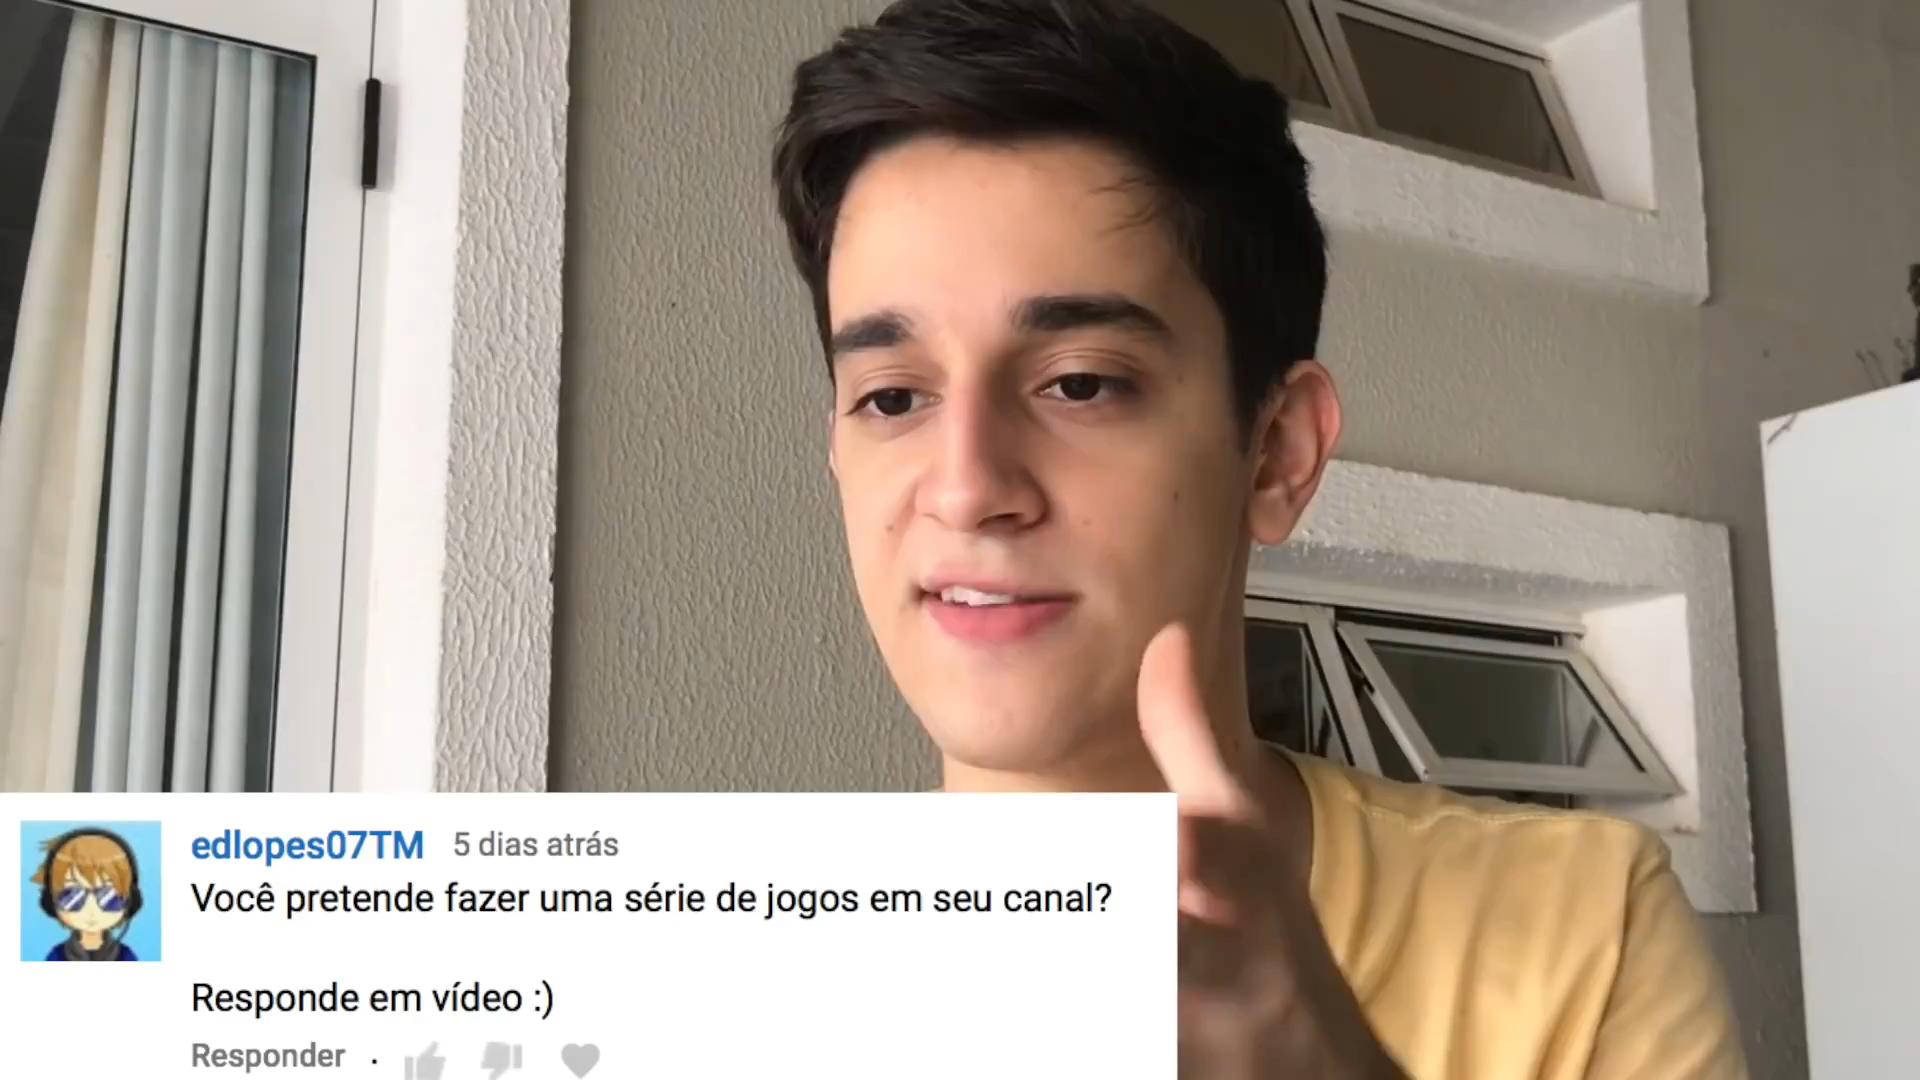 edlopes07TM 5 dias atrás
Você pretende fazer uma série de jogos em seu canal?
Responde em vídeo :)
Responder .